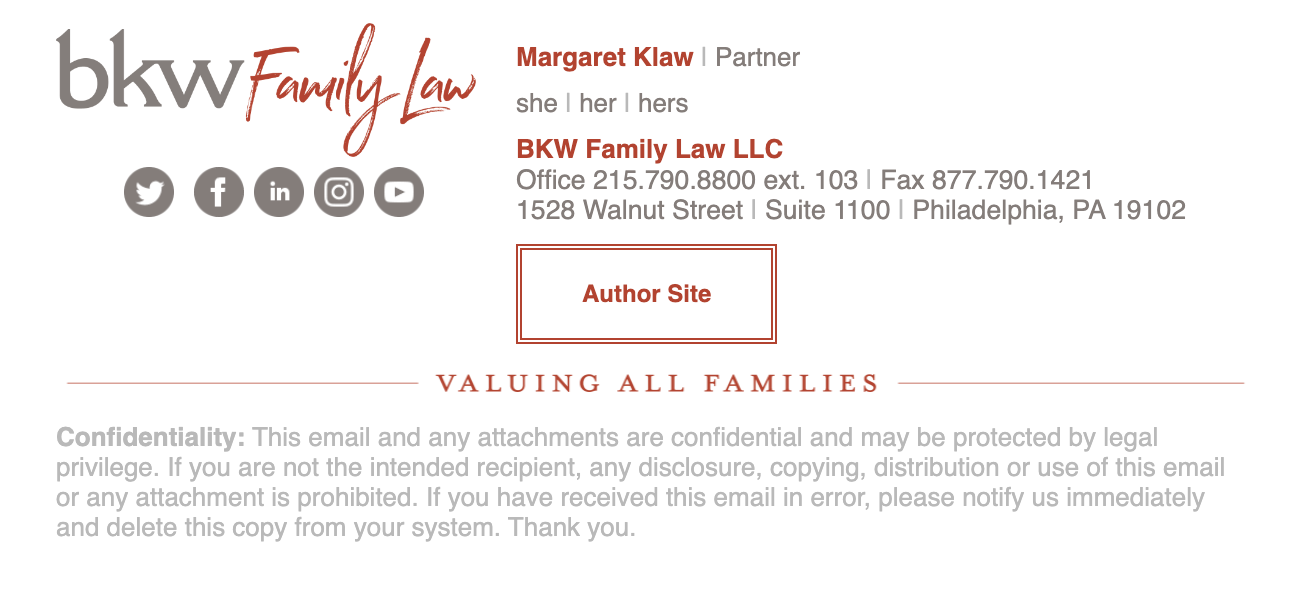 bkw Family Law
Margaret Klaw | Partner
she | her | hers
BKW Family Law LLC
Office 215.790.8800 ext. 103 | Fax 877.790.1421
1528 Walnut Street | Suite 1100 | Philadelphia, PA 19102
Author Site
VALUING ALL FAMILIES
Confidentiality: This email and any attachments are confidential and may be protected by legal
privilege. If you are not the intended recipient, any disclosure, copying, distribution or use of this email
or any attachment is prohibited. If you have received this email in error, please notify us immediately
and delete this copy from your system. Thank you.